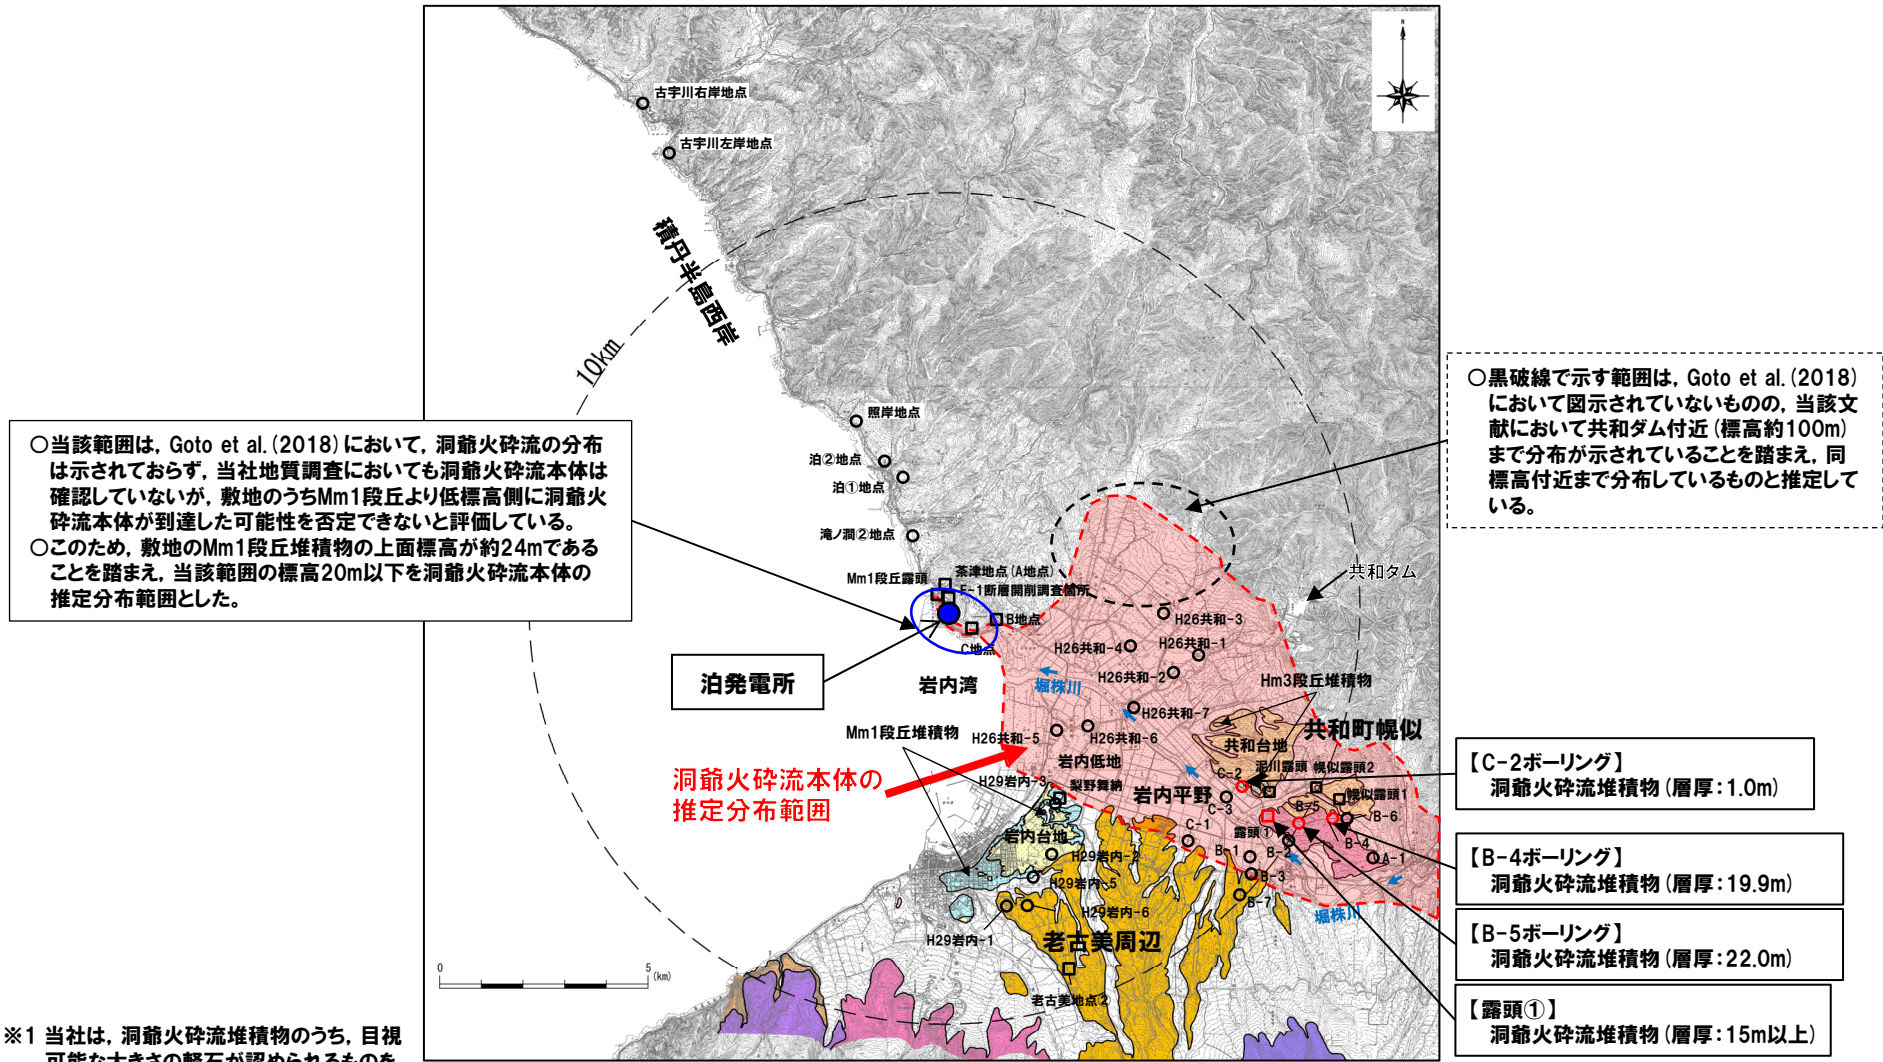 古宇川右岸地点
古宇川左岸地点
積丹半島西岸
10km
N
照岸地点
泊②地点
泊①地点
滝ノ澗②地点
Mm1段丘露頭
茶津地点(A地点)
F-1断層開削調査箇所
B地点
C地点
○当該範囲は,Goto et al.(2018)において,洞爺火砕流の分布
は示されておらず,当社地質調査においても洞爺火砕流本体は
確認していないが,敷地のうちMm1段丘より低標高側に洞爺火
砕流本体が到達した可能性を否定できないと評価している。
○このため,敷地のMm1段丘堆積物の上面標高が約24mである
ことを踏まえ,当該範囲の標高20m以下を洞爺火砕流本体の
推定分布範囲とした。
○黒破線で示す範囲は,Goto et al.(2018)
において図示されていないものの,当該文
献において共和ダム付近(標高約100m)
まで分布が示されていることを踏まえ,同
標高付近まで分布しているものと推定して
いる。
共和ダム
泊発電所
岩内湾
H26共和-3
H26共和-4
H26共和-1
H26共和-2
堀株川
Hm3段丘堆積物
H26共和-7
H26共和-5
H26共和-6
共和町幌似
共和台地
Mm1段丘堆積物
岩内低地
洞爺火砕流本体の
推定分布範囲
H29岩内-3
梨野舞納
岩内平野
C-2
泥川露頭
幌似露頭2
幌似露頭1
C-3
B-5
B-6
C-1
露頭①
B-4
B-1
B-2
A-1
岩内台地
H29岩内-2
H29岩内-5
B-3
B-7
H29岩内-6
堀株川
H29岩内-1
老古美周辺
老古美地点②
0
5
(km)
【C-2ボーリング】
洞爺火砕流堆積物(層厚:1.0m)
【B-4ボーリング】
洞爺火砕流堆積物(層厚:19.9m)
【B-5ボーリング】
洞爺火砕流堆積物(層厚:22.0m)
【露頭①】
洞爺火砕流堆積物(層厚:15m以上)
※1 当社は,洞爺火砕流堆積物のうち,目視
可能な大きさの軽石が認められるものを